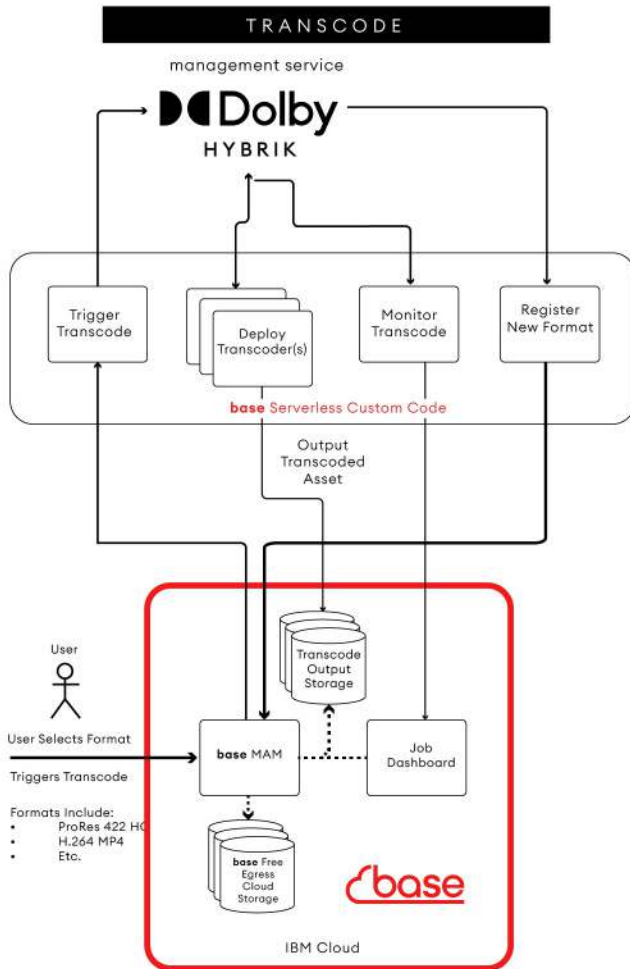 TRANSCODE
management service
Dolby
HYBRIK
Trigger
Transcode
Deploy
Transcoder(s)
Monitor
Transcode
Register
New Format
base Serverless Custom Code
Output
Transcoded
Asset
User
User Selects Format
Triggers Transcode
Formats Include:
• ProRes 422 HQ
• H.264 MP4
• Etc.
Transcode
Output
Storage
base MAM
Job
Dashboard
base Free
Egress
Cloud
Storage
base
IBM Cloud